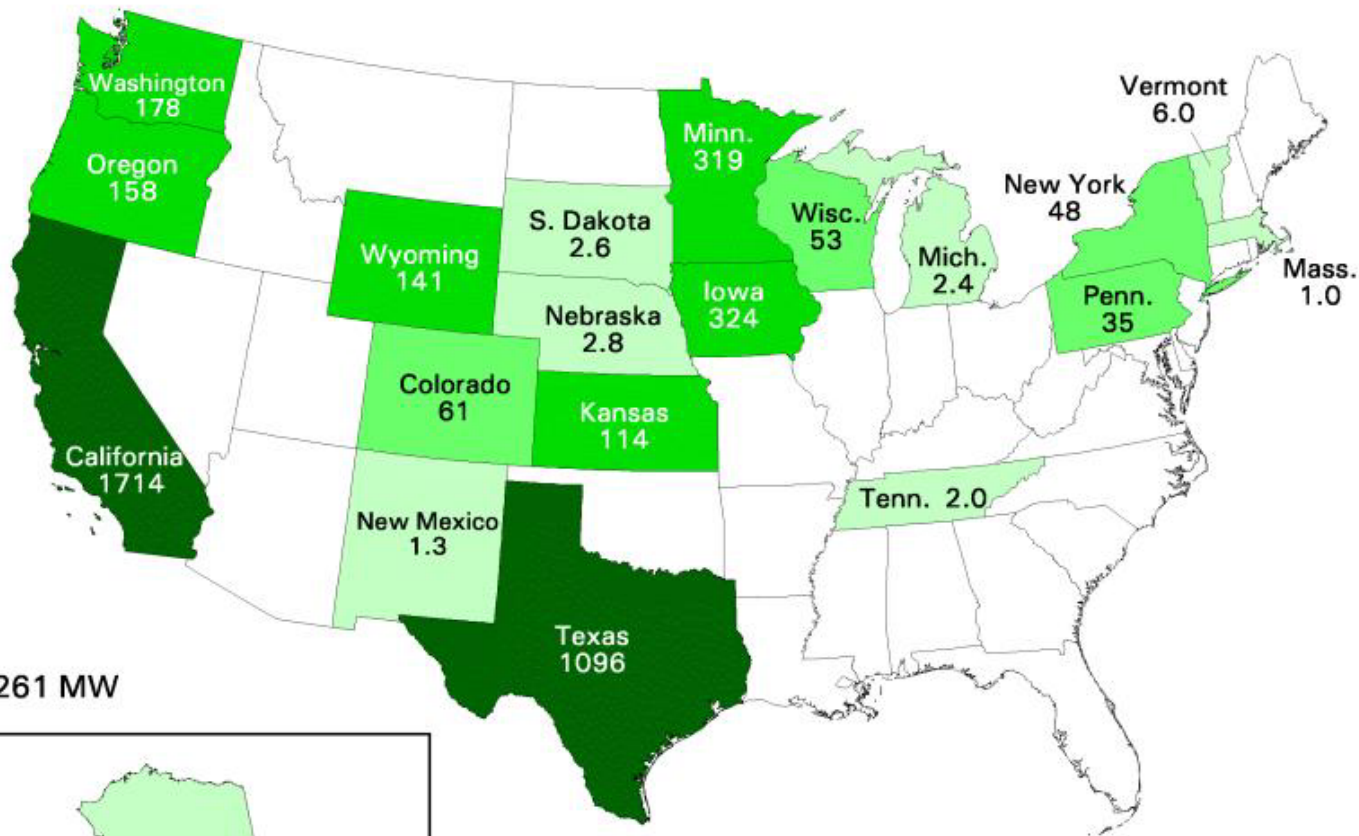 Washington
178
Oregon
158
California
1714
Wyoming
141
Colorado
61
New Mexico
1.3
S. Dakota
2.6
Nebraska
2.8
Kansas
114
Texas
1096
Minn.
319
Iowa
324
Wisc.
53
Mich.
2.4
Tenn. 2.0
Vermont
6.0
New York
48
Penn.
35
Mass.
1.0
261 MW